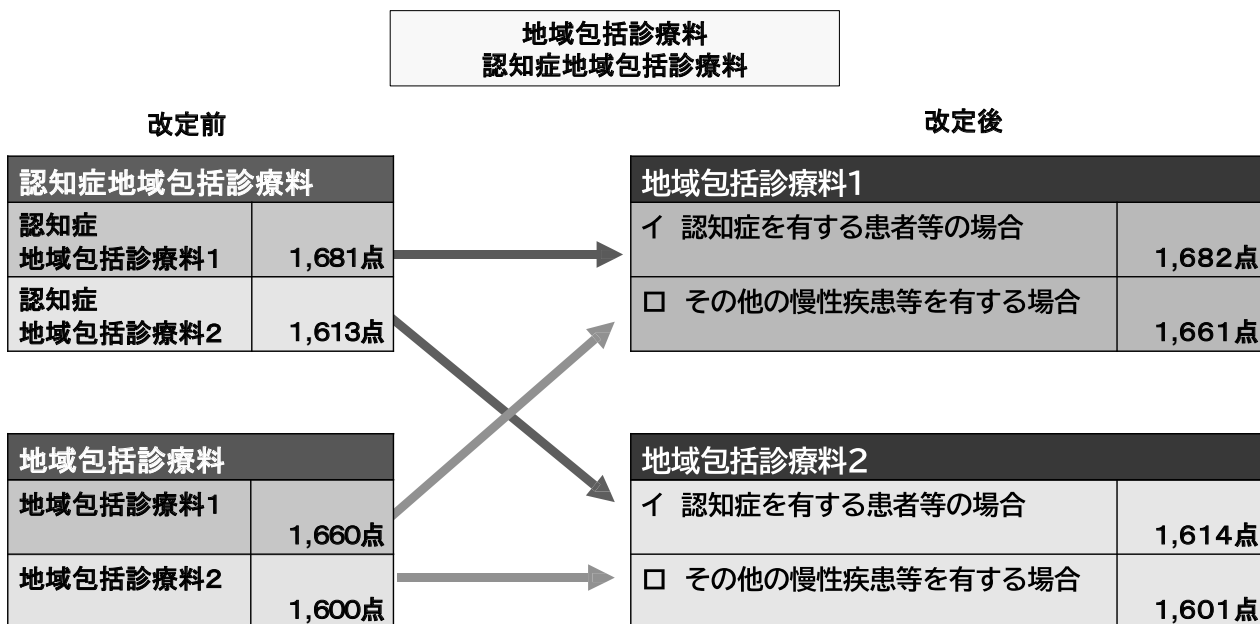 地域包括診療料
認知症地域包括診療料
改定前
改定後
認知症地域包括診療料
認知症
地域包括診療料1
1,681点
認知症
地域包括診療料2
1,613点
地域包括診療料
地域包括診療料1
1,660点
地域包括診療料2
1,600点
地域包括診療料1
イ 認知症を有する患者等の場合
1,682点
ロ その他の慢性疾患等を有する場合
1,661点
地域包括診療料2
イ 認知症を有する患者等の場合
1,614点
ロ その他の慢性疾患等を有する場合
1,601点